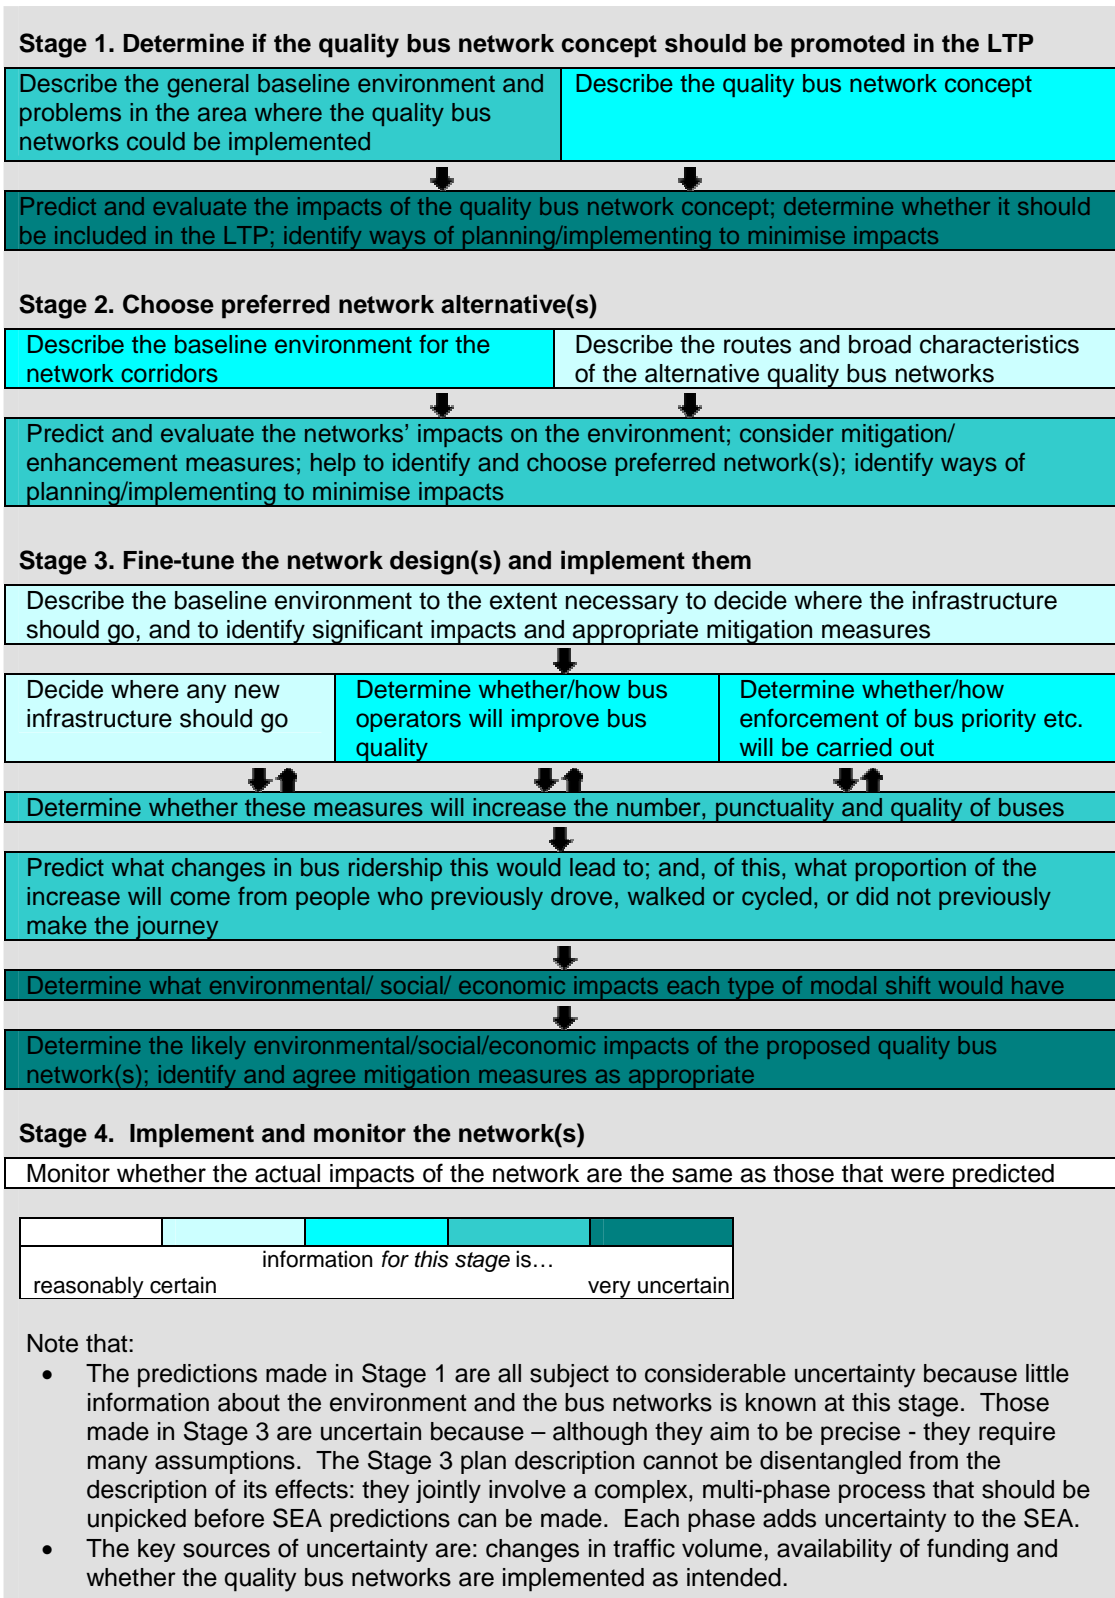 Stage 1. Determine if the quality bus network concept should be promoted in the LTP
Describe the general baseline environment and
problems in the area where the quality bus
networks could be implemented
Describe the quality bus network concept
Predict and evaluate the impacts of the quality bus network concept; determine whether it should
be included in the LTP; identify ways of planning/implementing to minimise impacts
Stage 2. Choose preferred network alternative(s)
Describe the baseline environment for the
network corridors
Describe the routes and broad characteristics
of the alternative quality bus networks
Predict and evaluate the networks’ impacts on the environment; consider mitigation/
enhancement measures; help to identify and choose preferred network(s); identify ways of
planning/implementing to minimise impacts
Stage 3. Fine-tune the network design(s) and implement them
Describe the baseline environment to the extent necessary to decide where the infrastructure
should go, and to identify significant impacts and appropriate mitigation measures
Decide where any new
infrastructure should go
Determine whether/how bus
operators will improve bus
quality
Determine whether/how
enforcement of bus priority etc.
will be carried out
Determine whether these measures will increase the number, punctuality and quality of buses
Predict what changes in bus ridership this would lead to; and, of this, what proportion of the
increase will come from people who previously drove, walked or cycled, or did not previously
make the journey
Determine what environmental/ social/ economic impacts each type of modal shift would have
Determine the likely environmental/social/economic impacts of the proposed quality bus
network(s); identify and agree mitigation measures as appropriate
Stage 4.  Implement and monitor the network(s)
Monitor whether the actual impacts of the network are the same as those that were predicted
information for this stage is…
reasonably certain
very uncertain
Note that:
• The predictions made in Stage 1 are all subject to considerable uncertainty because little
information about the environment and the bus networks is known at this stage.  Those
made in Stage 3 are uncertain because – although they aim to be precise - they require
many assumptions.  The Stage 3 plan description cannot be disentangled from the
description of its effects: they jointly involve a complex, multi-phase process that should be
unpicked before SEA predictions can be made.  Each phase adds uncertainty to the SEA.
• The key sources of uncertainty are: changes in traffic volume, availability of funding and
whether the quality bus networks are implemented as intended.